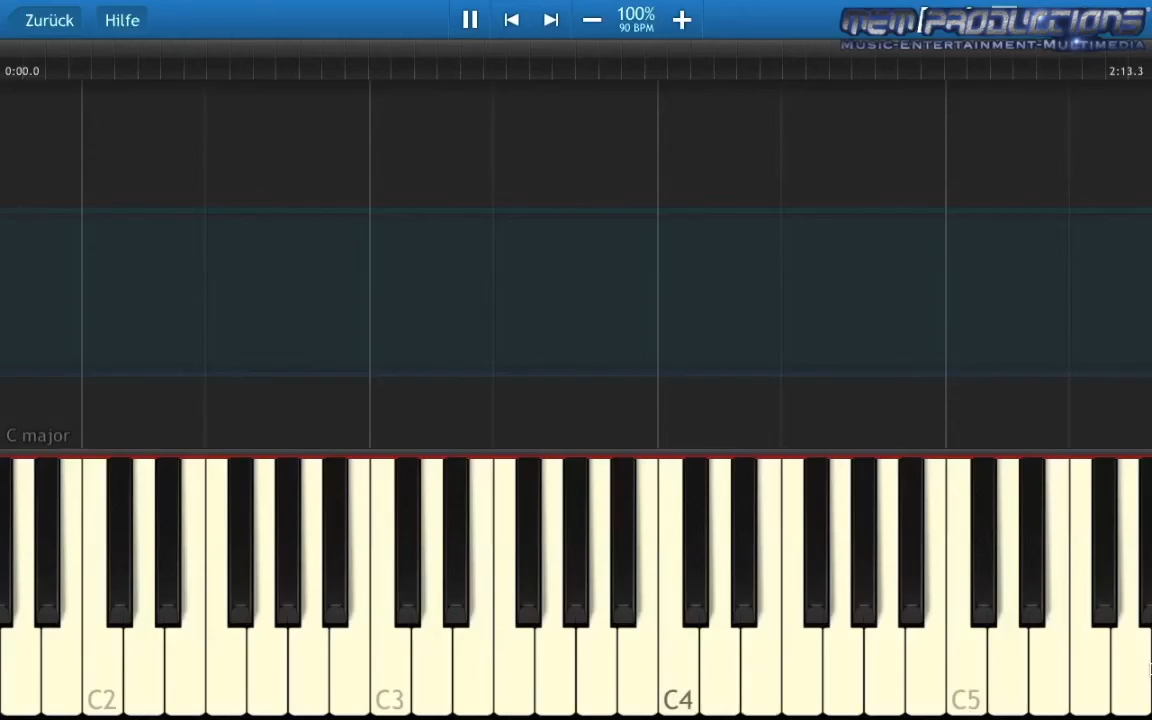 Zurück Hilfe 100% MEM PRODUCTIONS
90 BPM MUSIC-ENTERTAINMENT-MULTIMEDIA
0:00.0 2:13.3
C major
C2 C3 C4 C5